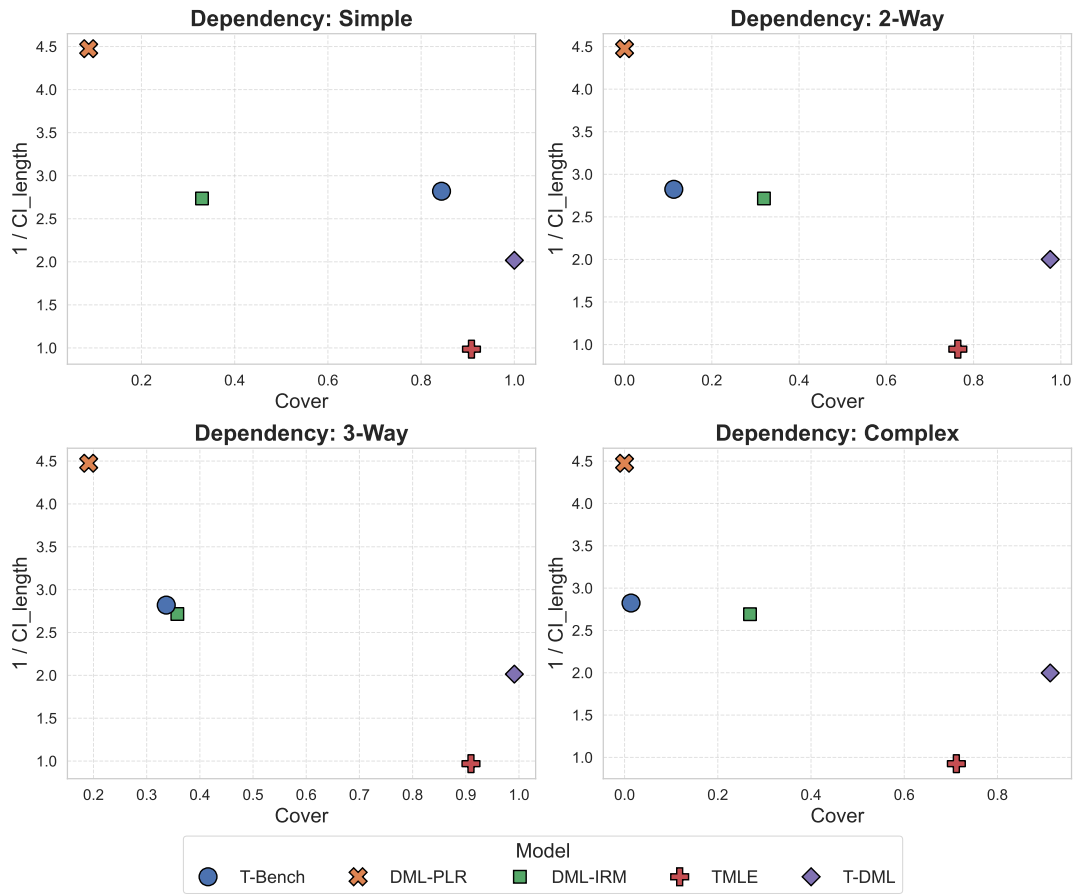 Dependency: Simple
4.5
4.0
3.5
3.0
2.5
2.0
1.5
1.0
1 / CI_length
0.2 0.4 0.6 0.8 1.0
Cover
Dependency: 2-Way
4.5
4.0
3.5
3.0
2.5
2.0
1.5
1.0
1 / CI_length
0.0 0.2 0.4 0.6 0.8 1.0
Cover
Dependency: 3-Way
4.5
4.0
3.5
3.0
2.5
2.0
1.5
1.0
1 / CI_length
0.2 0.3 0.4 0.5 0.6 0.7 0.8 0.9 1.0
Cover
Dependency: Complex
4.5
4.0
3.5
3.0
2.5
2.0
1.5
1.0
1 / CI_length
0.0 0.2 0.4 0.6 0.8
Cover
Model
T-Bench DML-PLR DML-IRM TMLE T-DML